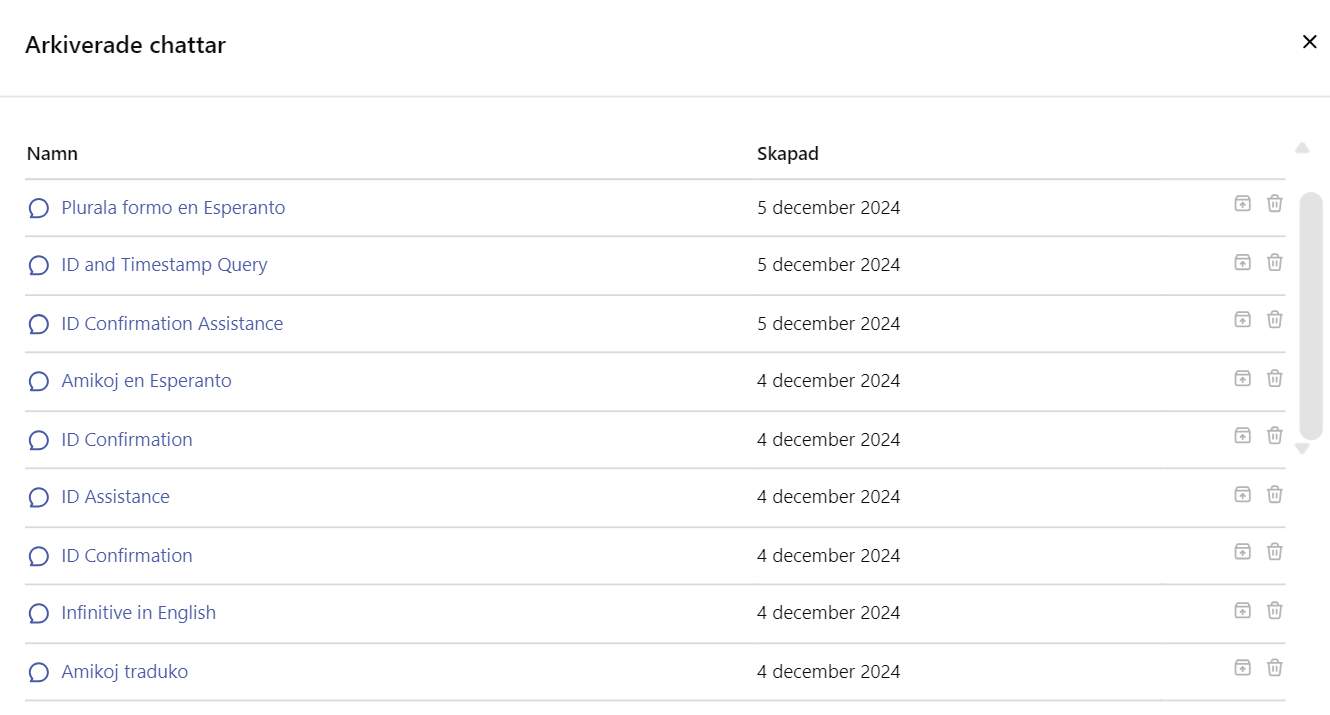 Arkiverade chattar
Namn Skapad
Plurala formo en Esperanto 5 december 2024
ID and Timestamp Query 5 december 2024
ID Confirmation Assistance 5 december 2024
Amikoj en Esperanto 4 december 2024
ID Confirmation 4 december 2024
ID Assistance 4 december 2024
ID Confirmation 4 december 2024
Infinitive in English 4 december 2024
Amikoj traduko 4 december 2024